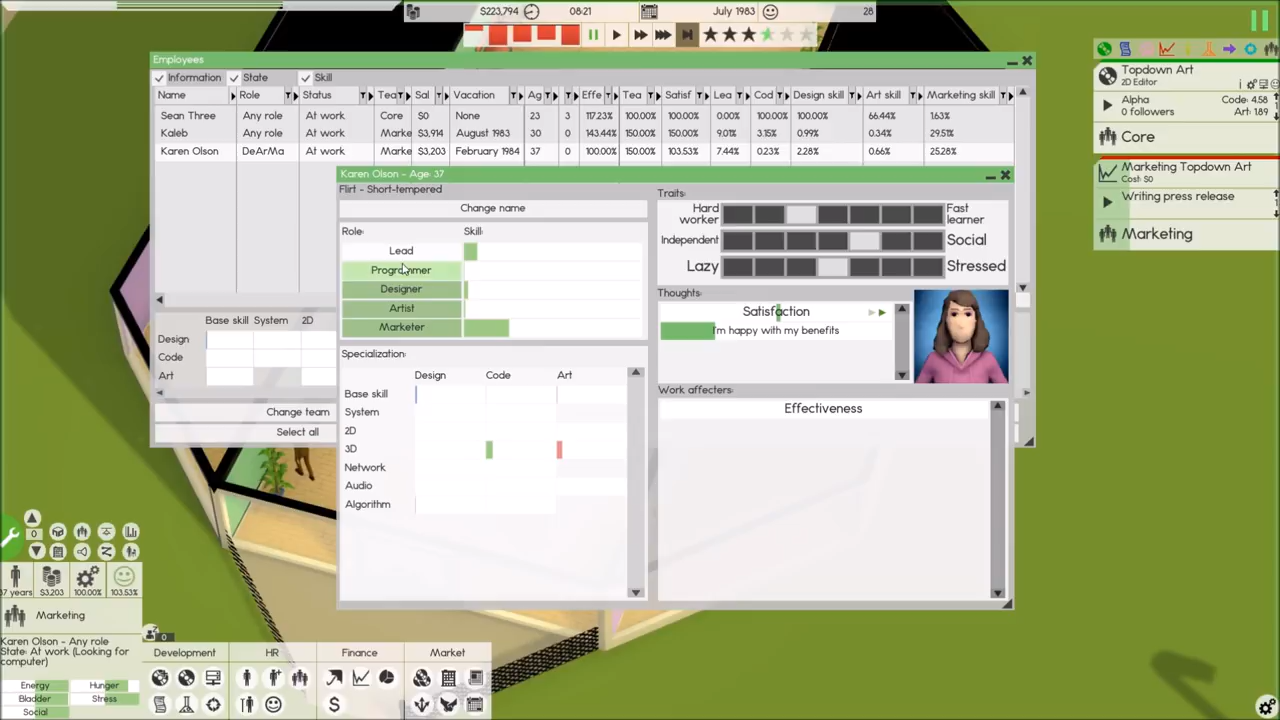 $223,794 08:21 July 1983 28
Employees
Information State Skill
Name Role Status Tea Sal Vacation Ag Effe Tea Satisf Lea Cod Design skill Art skill Marketing skill
Sean Three Any role At work Core None 23 3 117.23% 100.00% 100.00% 0.00% 100.00% 100.00% 66.44% 1.63%
Kaleb Any role At work Marke $3,914 August 1983 30 0 143.44% 150.00% 150.00% 9.01% 3.15% 0.99% 0.34% 29.51%
Karen Olson DeArMa At work Marke $3,203 February 1984 37 0 100.00% 150.00% 103.53% 7.44% 0.23% 2.28% 0.66% 25.28%
Karen Olson - Age: 37
Flirt - Short-tempered
Change name
Role: Skill:
Lead
Programmer
Designer
Artist
Marketer
Specialization:
Design Code Art
Base skill
System
2D
3D
Network
Audio
Algorithm
Traits:
Hard worker Fast learner
Independent Social
Lazy Stressed
Thoughts:
Satisfaction
I'm happy with my benefits
Work affecters:
Effectiveness
Base skill System 2D
Design
Code
Art
Change team
Select all
Topdown Art
2D Editor
Alpha Code: 4.58
0 followers Art: 1.89
Core
Marketing Topdown Art
Cost: $0
Writing press release
Marketing
0
37 years $3,203 100.00% 103.53%
Marketing
Karen Olson - Any role
State: At work (Looking for
computer)
Energy Hunger
Bladder Stress
Social
0
Development HR Finance Market